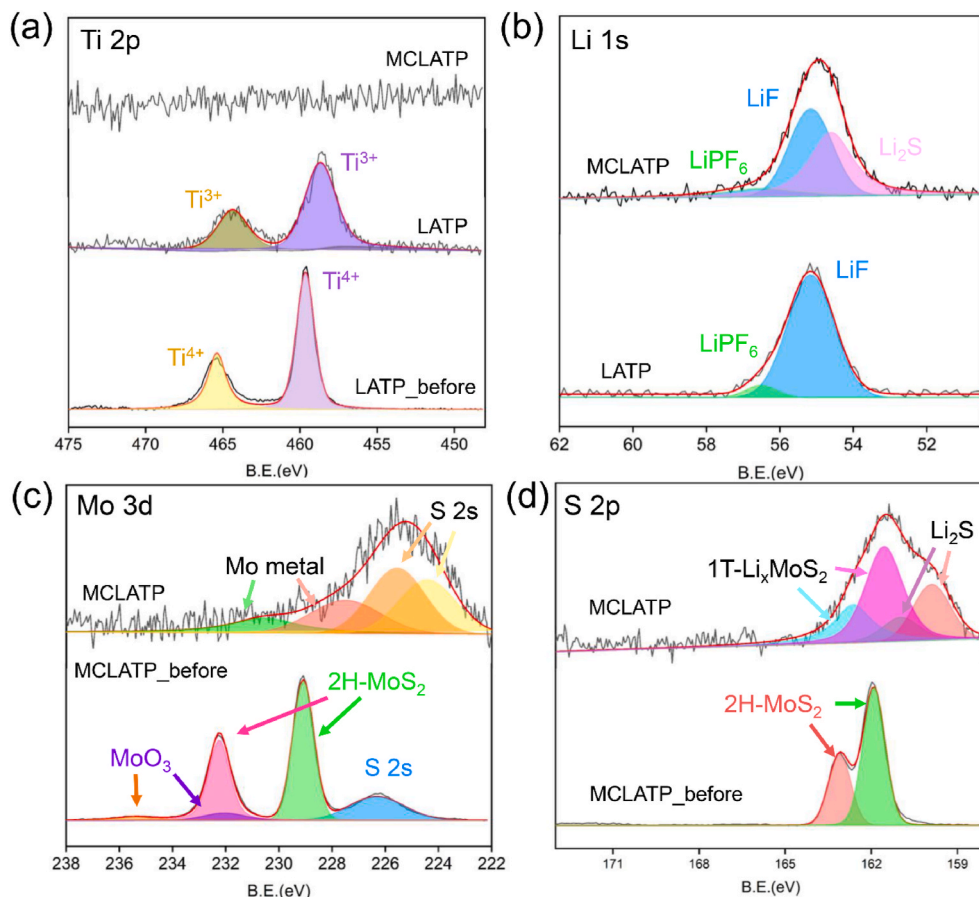 (a)
Ti 2p
MCLATP
Ti³⁺
Ti³⁺
LATP
Ti⁴⁺
Ti⁴⁺
LATP_before
475 470 465 460 455 450
B.E.(eV)
(b)
Li 1s
LiF
Li₂S
LiPF₆
MCLATP
LiF
LiPF₆
LATP
62 60 58 56 54 52
B.E.(eV)
(c)
Mo 3d
S 2s
Mo metal
MCLATP
MCLATP_before
2H-MoS₂
MoO₃
S 2s
238 236 234 232 229 226 224 222
B.E.(eV)
(d)
S 2p
Li₂S
1T-LiₓMoS₂
MCLATP
2H-MoS₂
MCLATP_before
171 168 165 162 159
B.E.(eV)